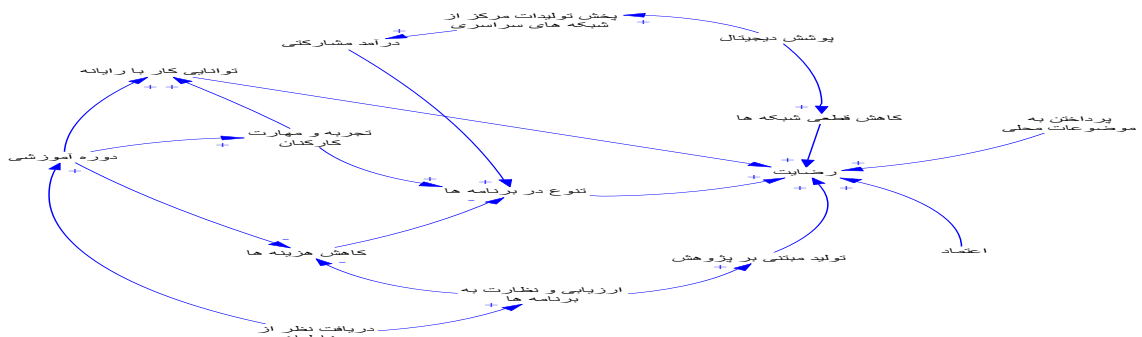 پخش تولیدات مرکز از
شبکه های سراسری
پوشش دیجیتال
درآمد مشارکتی
توانایی کار با رایانه
کاهش قطعی شبکه ها
پرداختن به
موضوعات محلی
تجربه و مهارت
کارکنان
دوره آموزشی
رضایت
تنوع در برنامه ها
کاهش هزینه ها
تولید مبتنی بر پژوهش
اعتماد
ارزیابی و نظارت به
برنامه ها
دریافت نظر از